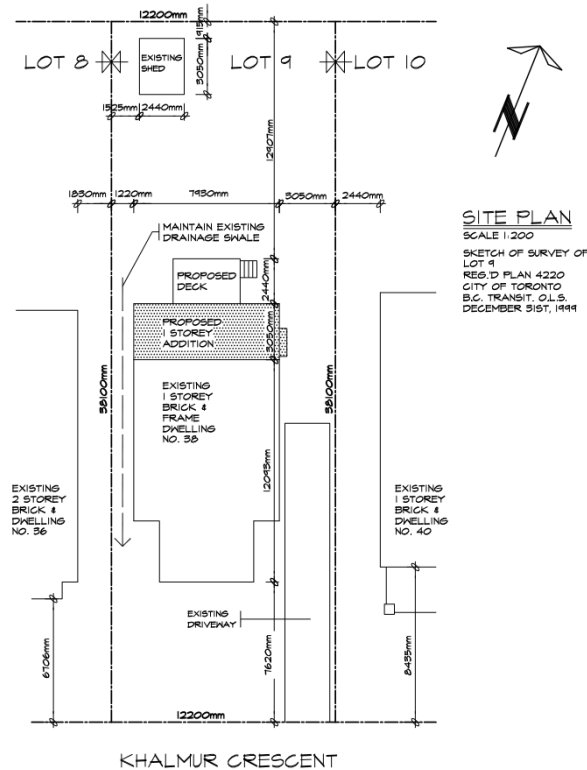 12200mm
1915mm
LOT 8
EXISTING
SHED
3050mm
LOT 9
LOT 10
1525mm
2440mm
12907mm
1830mm
1220mm
7930mm
3050mm
2440mm
N
SITE PLAN
SCALE 1:200
SKETCH OF SURVEY OF
LOT 9
REG.'D PLAN 4220
CITY OF TORONTO
B.C. TRANSIT. O.L.S.
DECEMBER 31ST, 1999
MAINTAIN EXISTING
DRAINAGE SWALE
PROPOSED
DECK
2440mm
PROPOSED
1 STOREY
ADDITION
3050mm
38100mm
38100mm
EXISTING
1 STOREY
BRICK &
FRAME
DWELLING
NO. 38
12093mm
EXISTING
2 STOREY
BRICK &
DWELLING
NO. 36
EXISTING
1 STOREY
BRICK &
DWELLING
NO. 40
EXISTING
DRIVEWAY
6706mm
7620mm
8435mm
12200mm
KHALMUR CRESCENT